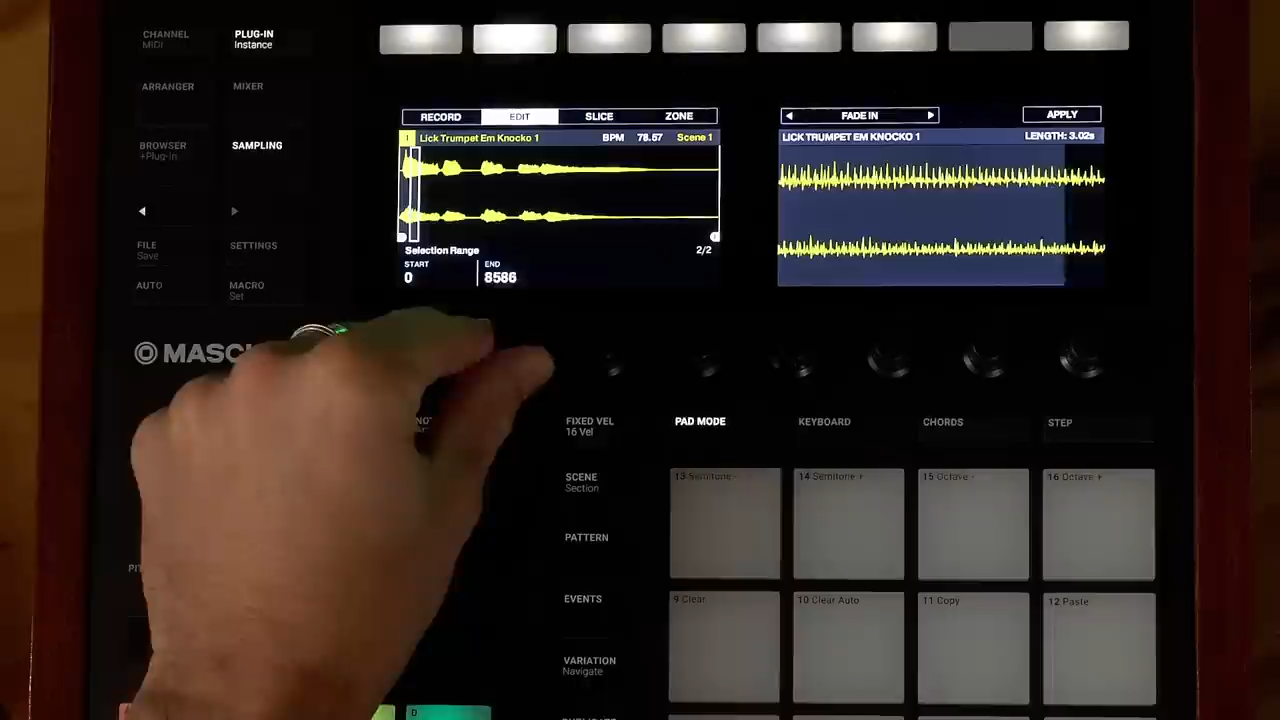 CHANNEL
MIDI
PLUG-IN
Instance
ARRANGER
MIXER
BROWSER
+Plug-In
SAMPLING
FILE
Save
SETTINGS
AUTO
MACRO
Set
RECORD
EDIT
SLICE
ZONE
1 Lick Trumpet Em Knocko 1 BPM 78.57 Scene 1
Selection Range 2/2
START
0
END
8586
FADE IN
APPLY
LICK TRUMPET EM KNOCKO 1 LENGTH: 3.02s
FIXED VEL
16 Vel
PAD MODE
KEYBOARD
CHORDS
STEP
SCENE
Section
PATTERN
EVENTS
VARIATION
Navigate
13 Semitone -
14 Semitone +
15 Octave -
16 Octave +
9 Clear
10 Clear Auto
11 Copy
12 Paste
D